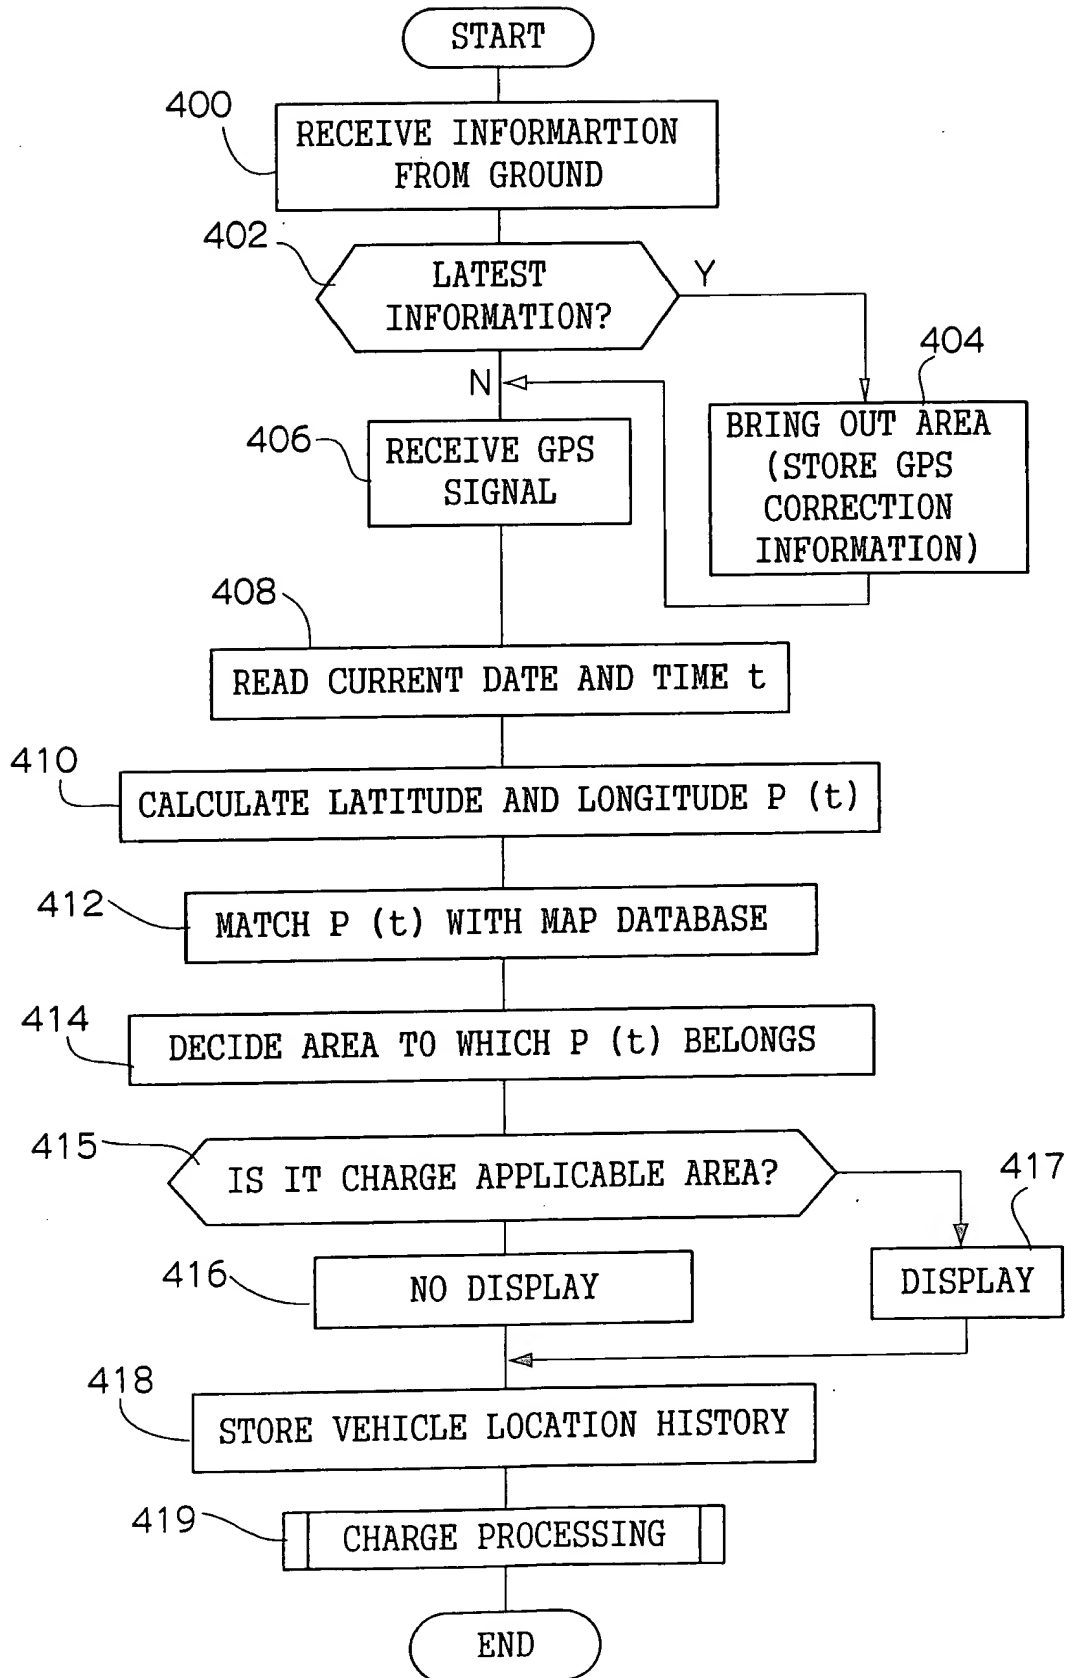 START
400
RECEIVE INFORMARTION
FROM GROUND
402
LATEST
INFORMATION?
Y
N
404
BRING OUT AREA
(STORE GPS
CORRECTION
INFORMATION)
406
RECEIVE GPS
SIGNAL
408
READ CURRENT DATE AND TIME t
410
CALCULATE LATITUDE AND LONGITUDE P (t)
412
MATCH P (t) WITH MAP DATABASE
414
DECIDE AREA TO WHICH P (t) BELONGS
415
IS IT CHARGE APPLICABLE AREA?
417
416
NO DISPLAY
DISPLAY
418
STORE VEHICLE LOCATION HISTORY
419
CHARGE PROCESSING
END